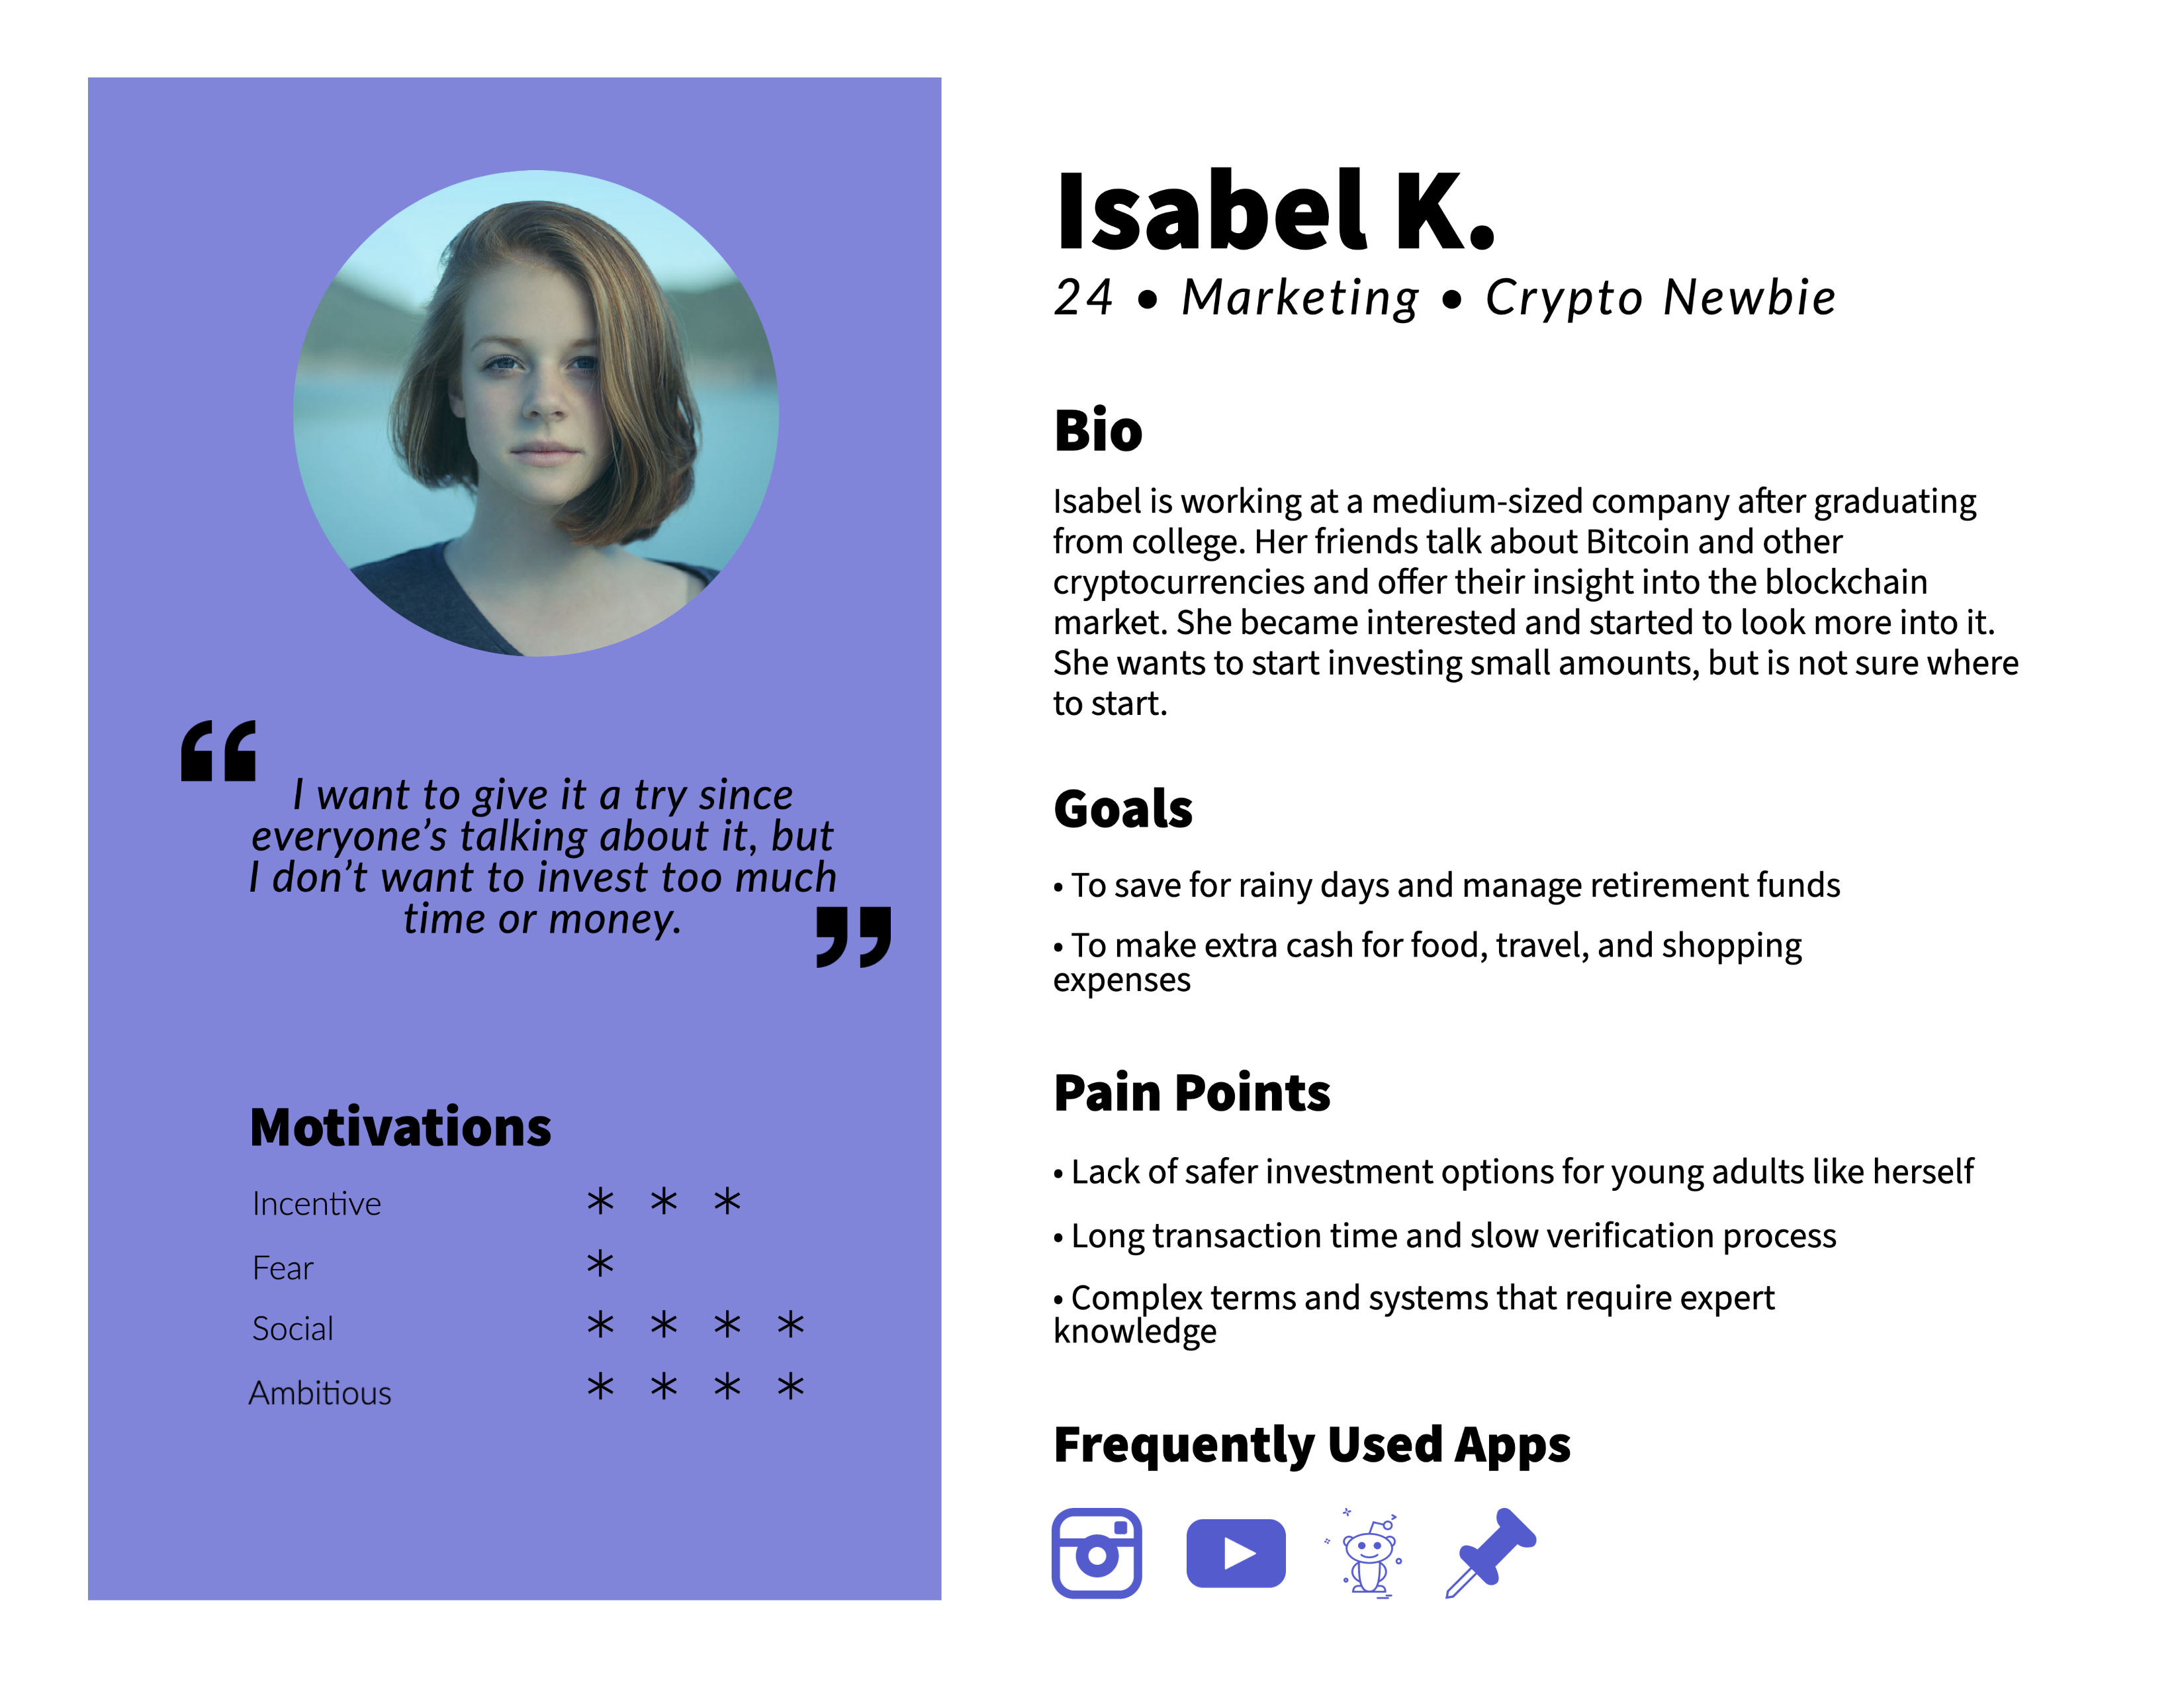 “
I want to give it a try since
everyone’s talking about it, but
I don’t want to invest too much
time or money.
”
Motivations
Incentive * * *
Fear *
Social * * * *
Ambitious * * * *
Isabel K.
24 • Marketing • Crypto Newbie
Bio
Isabel is working at a medium-sized company after graduating
from college. Her friends talk about Bitcoin and other
cryptocurrencies and offer their insight into the blockchain
market. She became interested and started to look more into it.
She wants to start investing small amounts, but is not sure where
to start.
Goals
• To save for rainy days and manage retirement funds
• To make extra cash for food, travel, and shopping
expenses
Pain Points
• Lack of safer investment options for young adults like herself
• Long transaction time and slow verification process
• Complex terms and systems that require expert
knowledge
Frequently Used Apps